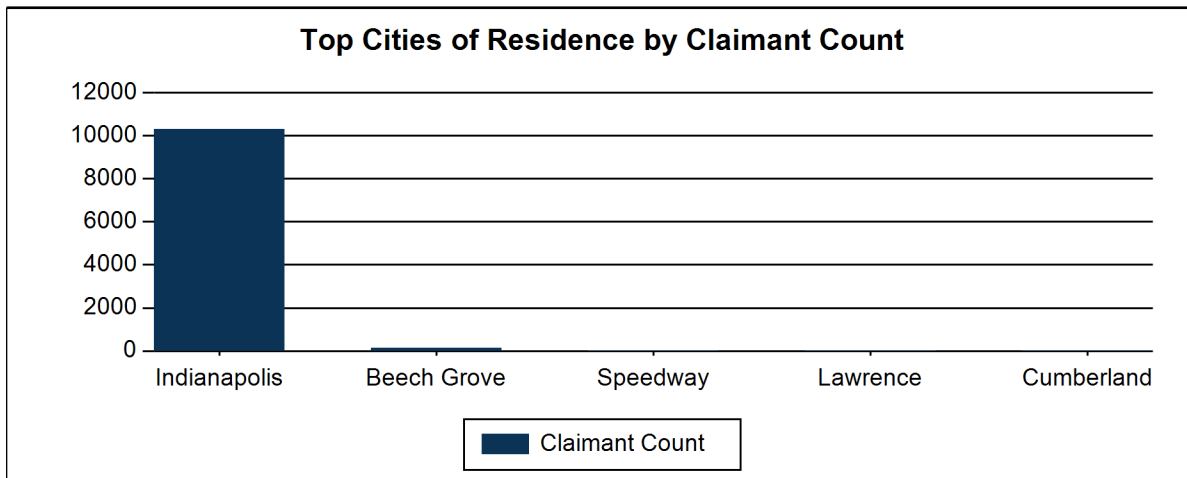 Top Cities of Residence by Claimant Count
12000
10000
8000
6000
4000
2000
0
Indianapolis Beech Grove Speedway Lawrence Cumberland
Claimant Count